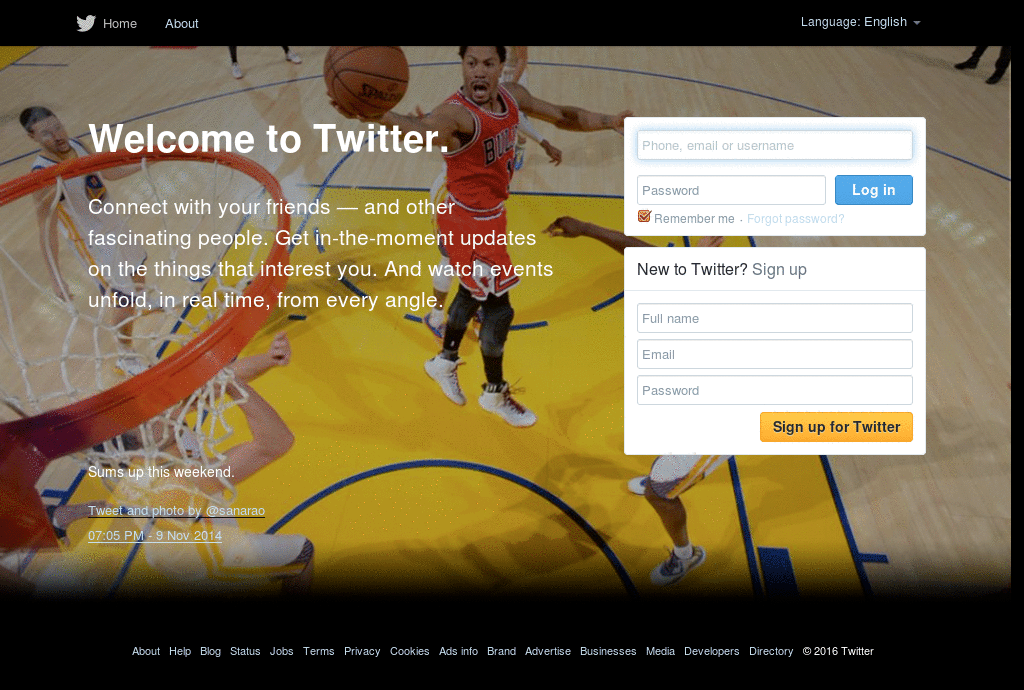 Home About Language: English
Welcome to Twitter.
Connect with your friends — and other
fascinating people. Get in-the-moment updates
on the things that interest you. And watch events
unfold, in real time, from every angle.
Sums up this weekend.
Tweet and photo by @sanarao
07:05 PM - 9 Nov 2014
Phone, email or username
Password Log in
Remember me · Forgot password?
New to Twitter? Sign up
Full name
Email
Password
Sign up for Twitter
SPALDING
BULLS
About Help Blog Status Jobs Terms Privacy Cookies Ads info Brand Advertise Businesses Media Developers Directory © 2016 Twitter